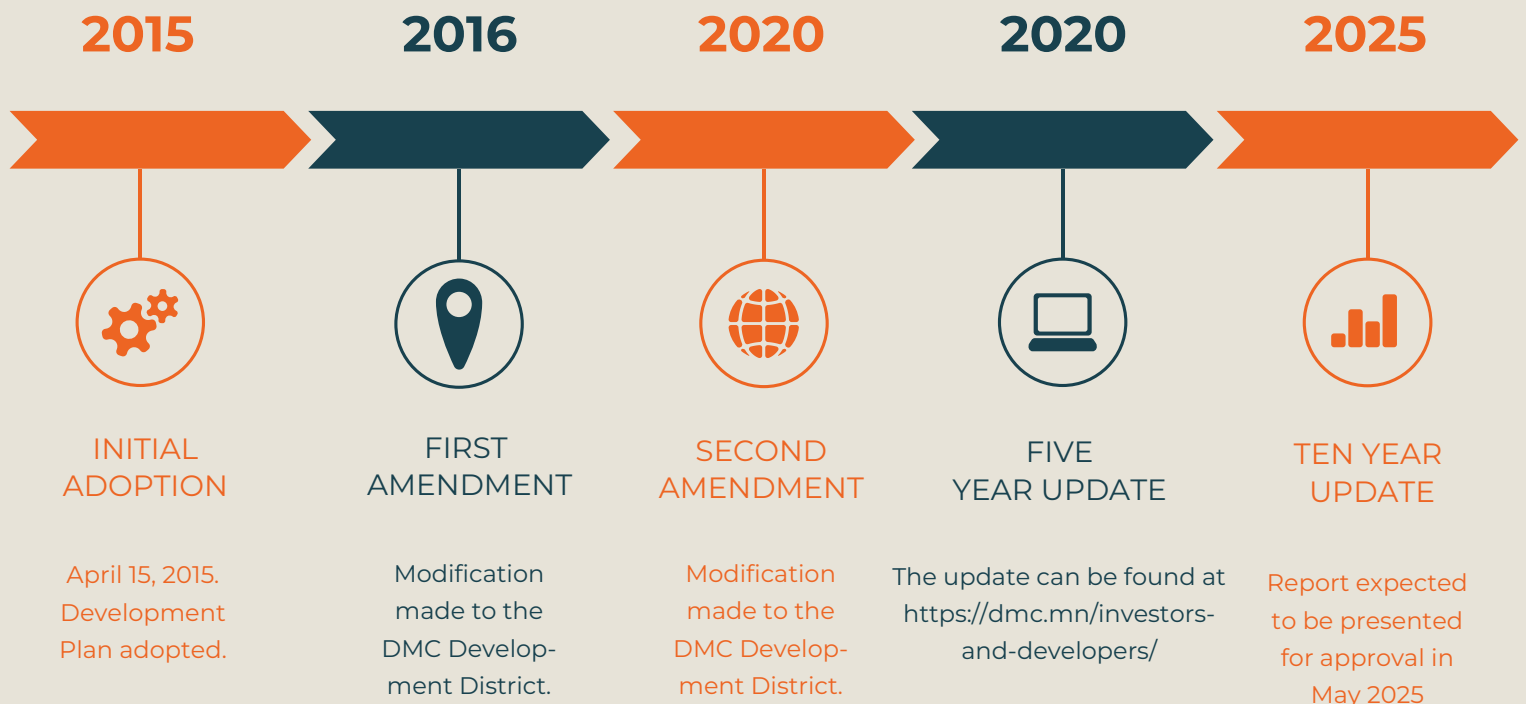 2015
2016
2020
2020
2025
INITIAL
ADOPTION
FIRST
AMENDMENT
SECOND
AMENDMENT
FIVE
YEAR UPDATE
TEN YEAR
UPDATE
April 15, 2015.
Development
Plan adopted.
Modification
made to the
DMC Develop-
ment District.
Modification
made to the
DMC Develop-
ment District.
The update can be found at
https://dmc.mn/investors-
and-developers/
Report expected
to be presented
for approval in
May 2025